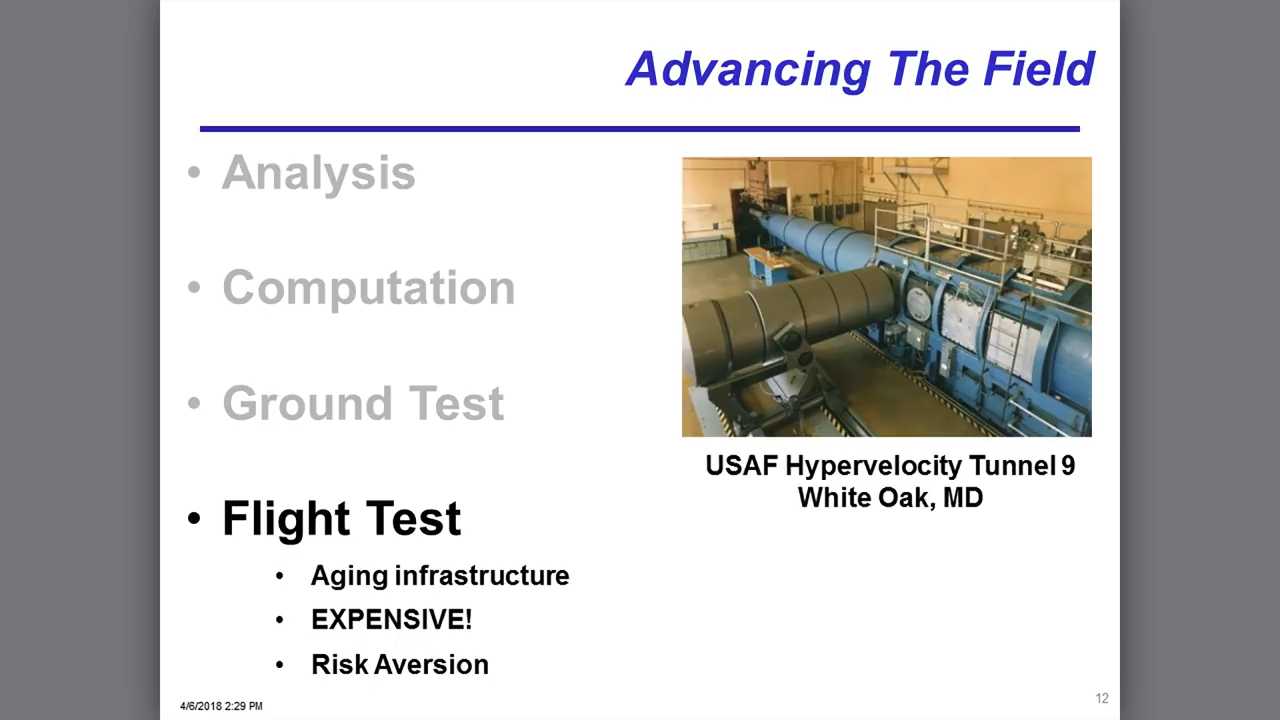 Advancing The Field
• Analysis
• Computation
• Ground Test
• Flight Test
• Aging infrastructure
• EXPENSIVE!
• Risk Aversion
USAF Hypervelocity Tunnel 9
White Oak, MD
4/6/2018 2:29 PM
12